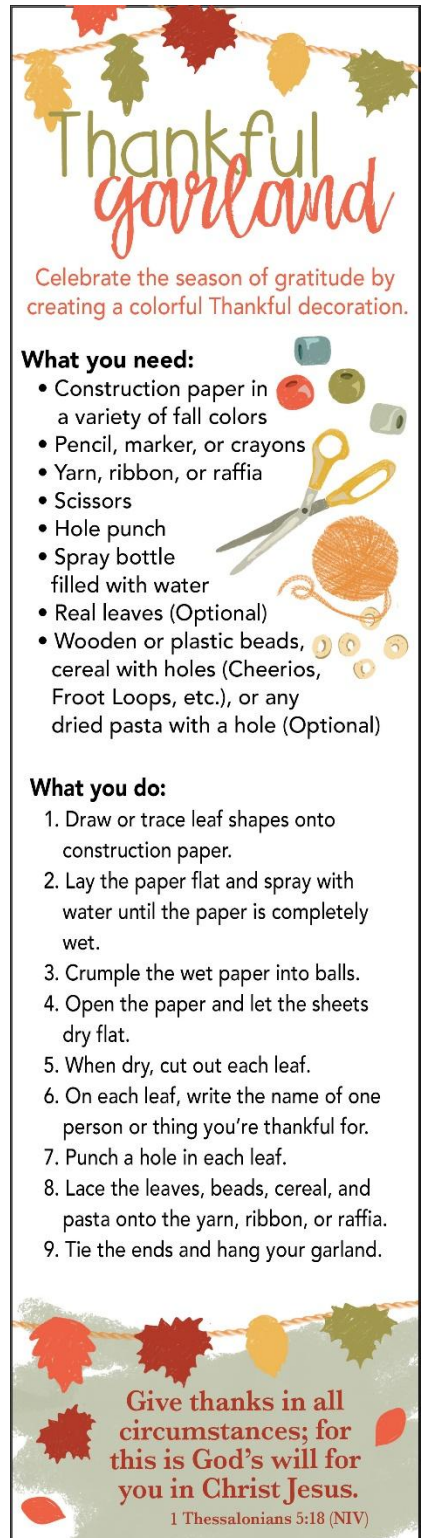 Thankful
garland
Celebrate the season of gratitude by
creating a colorful Thankful decoration.
What you need:
• Construction paper in
a variety of fall colors
• Pencil, marker, or crayons
• Yarn, ribbon, or raffia
• Scissors
• Hole punch
• Spray bottle
filled with water
• Real leaves (Optional)
• Wooden or plastic beads,
cereal with holes (Cheerios,
Froot Loops, etc.), or any
dried pasta with a hole (Optional)
What you do:
1. Draw or trace leaf shapes onto
construction paper.
2. Lay the paper flat and spray with
water until the paper is completely
wet.
3. Crumple the wet paper into balls.
4. Open the paper and let the sheets
dry flat.
5. When dry, cut out each leaf.
6. On each leaf, write the name of one
person or thing you’re thankful for.
7. Punch a hole in each leaf.
8. Lace the leaves, beads, cereal, and
pasta onto the yarn, ribbon, or raffia.
9. Tie the ends and hang your garland.
Give thanks in all
circumstances; for
this is God’s will for
you in Christ Jesus.
1 Thessalonians 5:18 (NIV)